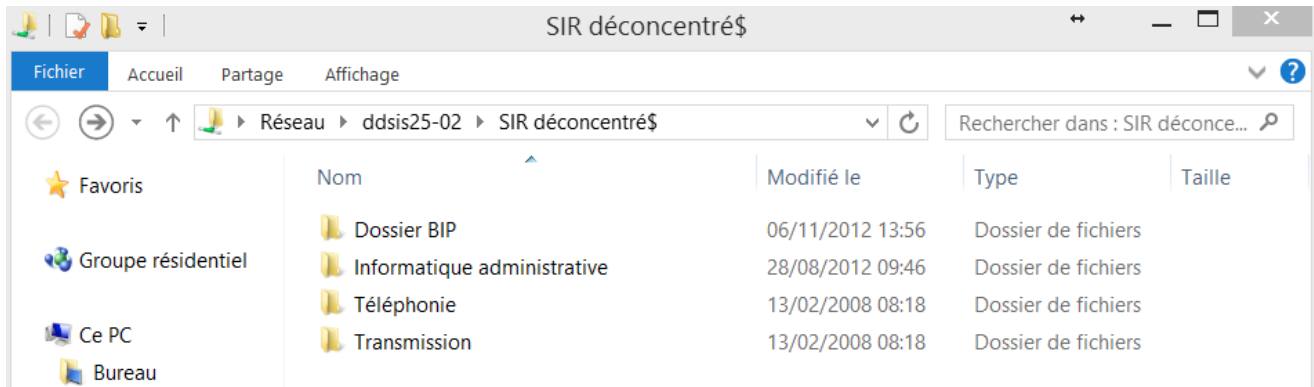 SIR déconcentré$
Fichier Accueil Partage Affichage
Réseau ddsis25-02 SIR déconcentré$ Rechercher dans : SIR déconce...
Favoris
Groupe résidentiel
Ce PC
Bureau
Nom Modifié le Type Taille
Dossier BIP 06/11/2012 13:56 Dossier de fichiers
Informatique administrative 28/08/2012 09:46 Dossier de fichiers
Téléphonie 13/02/2008 08:18 Dossier de fichiers
Transmission 13/02/2008 08:18 Dossier de fichiers